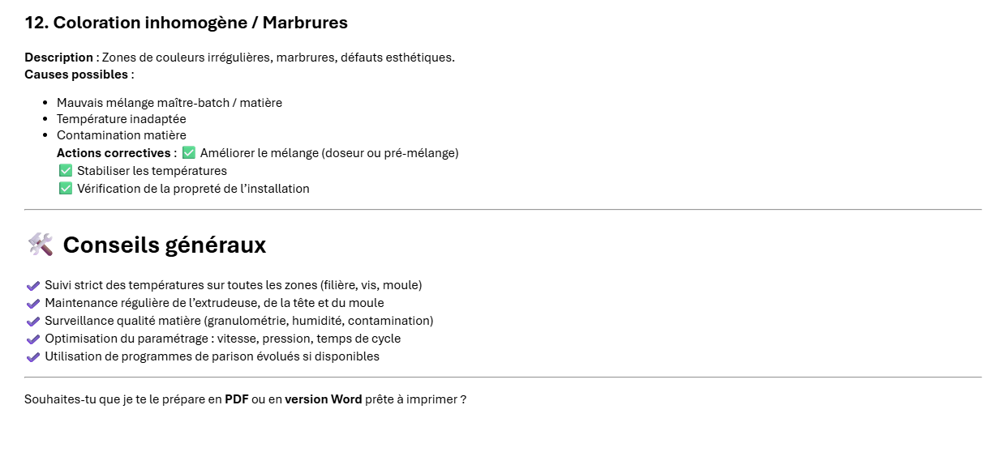 12. Coloration inhomogène / Marbrures
Description : Zones de couleurs irrégulières, marbrures, défauts esthétiques.
Causes possibles :
• Mauvais mélange maître-batch / matière
• Température inadaptée
• Contamination matière
Actions correctives : ✅ Améliorer le mélange (doseur ou pré-mélange)
✅ Stabiliser les températures
✅ Vérification de la propreté de l’installation
🛠️ Conseils généraux
✔ Suivi strict des températures sur toutes les zones (filière, vis, moule)
✔ Maintenance régulière de l’extrudeuse, de la tête et du moule
✔ Surveillance qualité matière (granulométrie, humidité, contamination)
✔ Optimisation du paramétrage : vitesse, pression, temps de cycle
✔ Utilisation de programmes de parison évolués si disponibles
Souhaites-tu que je te le prépare en PDF ou en version Word prête à imprimer ?